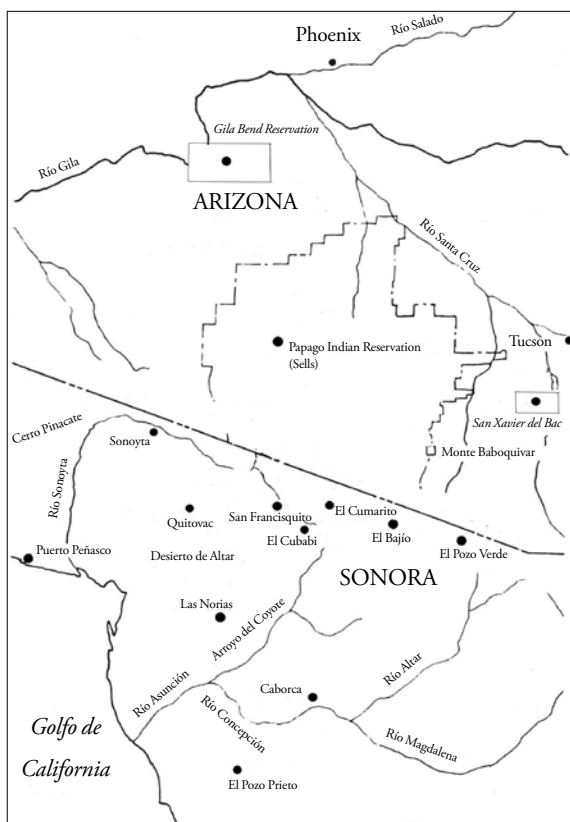 Phoenix
Río Salado
Gila Bend Reservation
Río Gila
ARIZONA
Río Santa Cruz
Tucson
Papago Indian Reservation
(Sells)
San Xavier del Bac
Cerro Pinacate
Sonoyta
Monte Baboquivar
Río Sonoyta
Quitovac
San Francisquito
El Cumarito
El Cubabi
El Bajío
El Pozo Verde
Puerto Peñasco
Desierto de Altar
SONORA
Las Norias
Arroyo del Coyote
Río Asunción
Río Altar
Caborca
Río Concepción
Golfo de
California
Río Magdalena
El Pozo Prieto